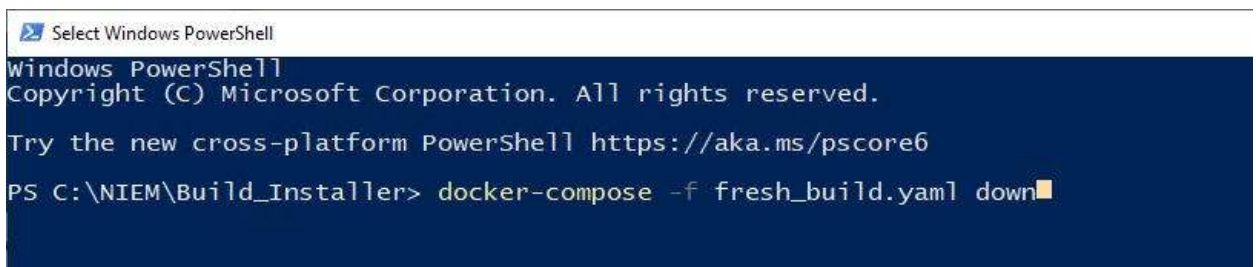 Select Windows PowerShell
Windows PowerShell
Copyright (C) Microsoft Corporation. All rights reserved.
Try the new cross-platform PowerShell https://aka.ms/pscore6
PS C:\NIEM\Build_Installer> docker-compose -f fresh_build.yaml down